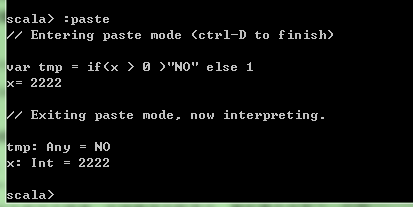 scala> :paste
// Entering paste mode (ctrl-D to finish)
var tmp = if(x > 0 )"NO" else 1
x= 2222
// Exiting paste mode, now interpreting.
tmp: Any = NO
x: Int = 2222
scala>